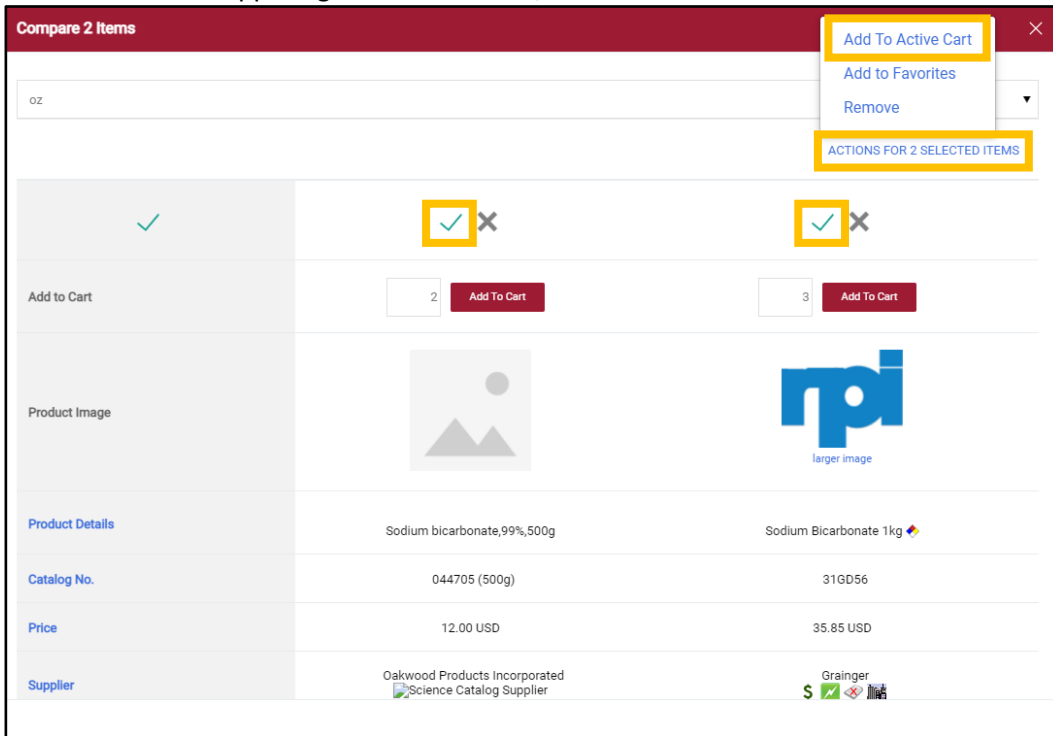 Compare 2 Items
Add To Active Cart
Add to Favorites
Remove
oz
ACTIONS FOR 2 SELECTED ITEMS
Add to Cart
2 Add To Cart
3 Add To Cart
Product Image
rpi
larger image
Product Details
Sodium bicarbonate,99%,500g
Sodium Bicarbonate 1kg
Catalog No.
044705 (500g)
31GD56
Price
12.00 USD
35.85 USD
Supplier
Oakwood Products Incorporated
Science Catalog Supplier
Grainger
$